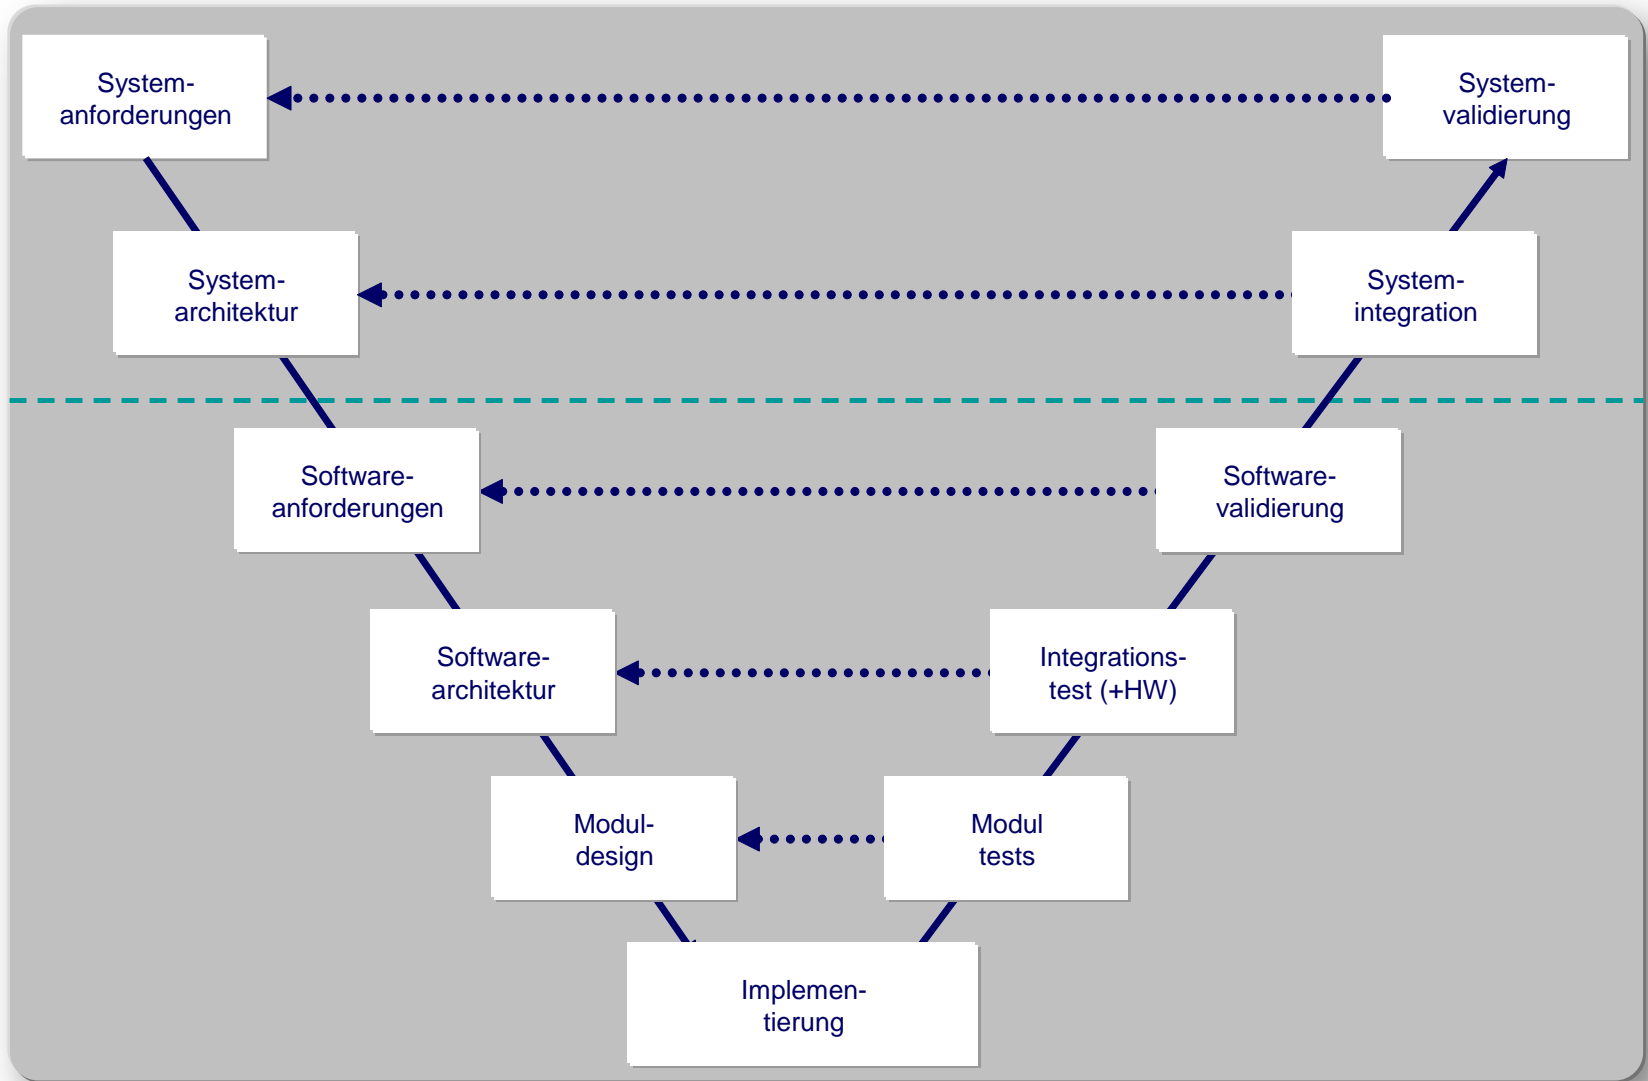 System-
anforderungen
System-
validierung
System-
architektur
System-
integration
Software-
anforderungen
Software-
validierung
Software-
architektur
Integrations-
test (+HW)
Modul-
design
Modul
tests
Implemen-
tierung